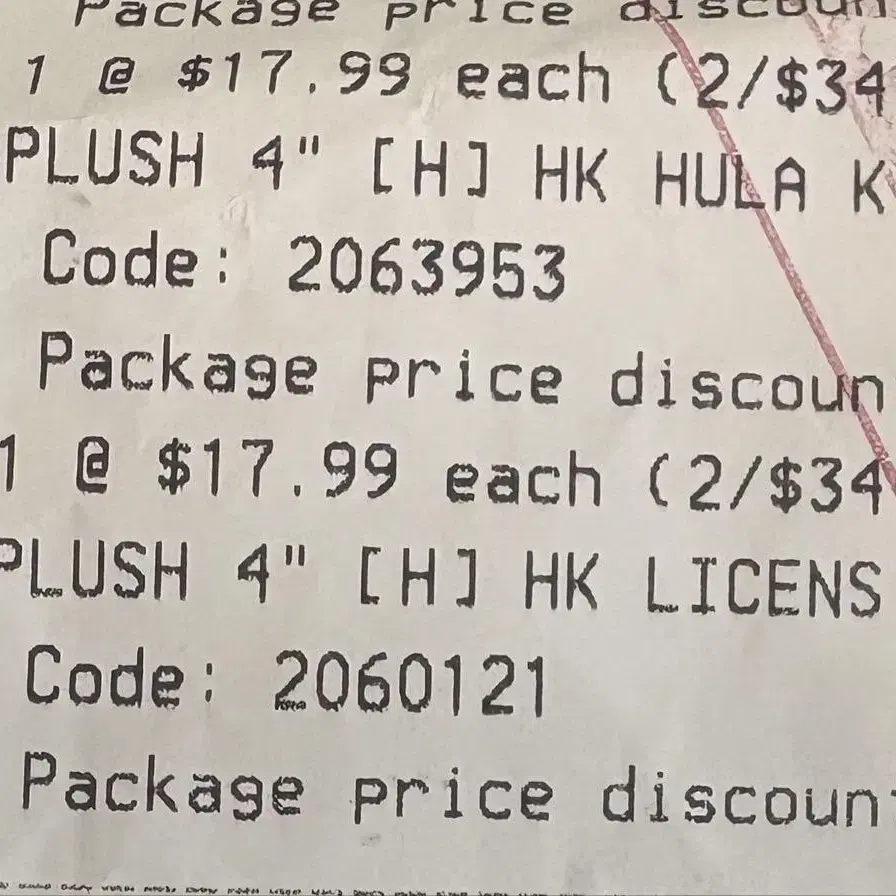 Package price discoun
1 @ $17.99 each (2/$34
PLUSH 4" [H] HK HULA K
Code: 2063953
Package price discoun
1 @ $17.99 each (2/$34
PLUSH 4" [H] HK LICENS
Code: 2060121
Package price discount